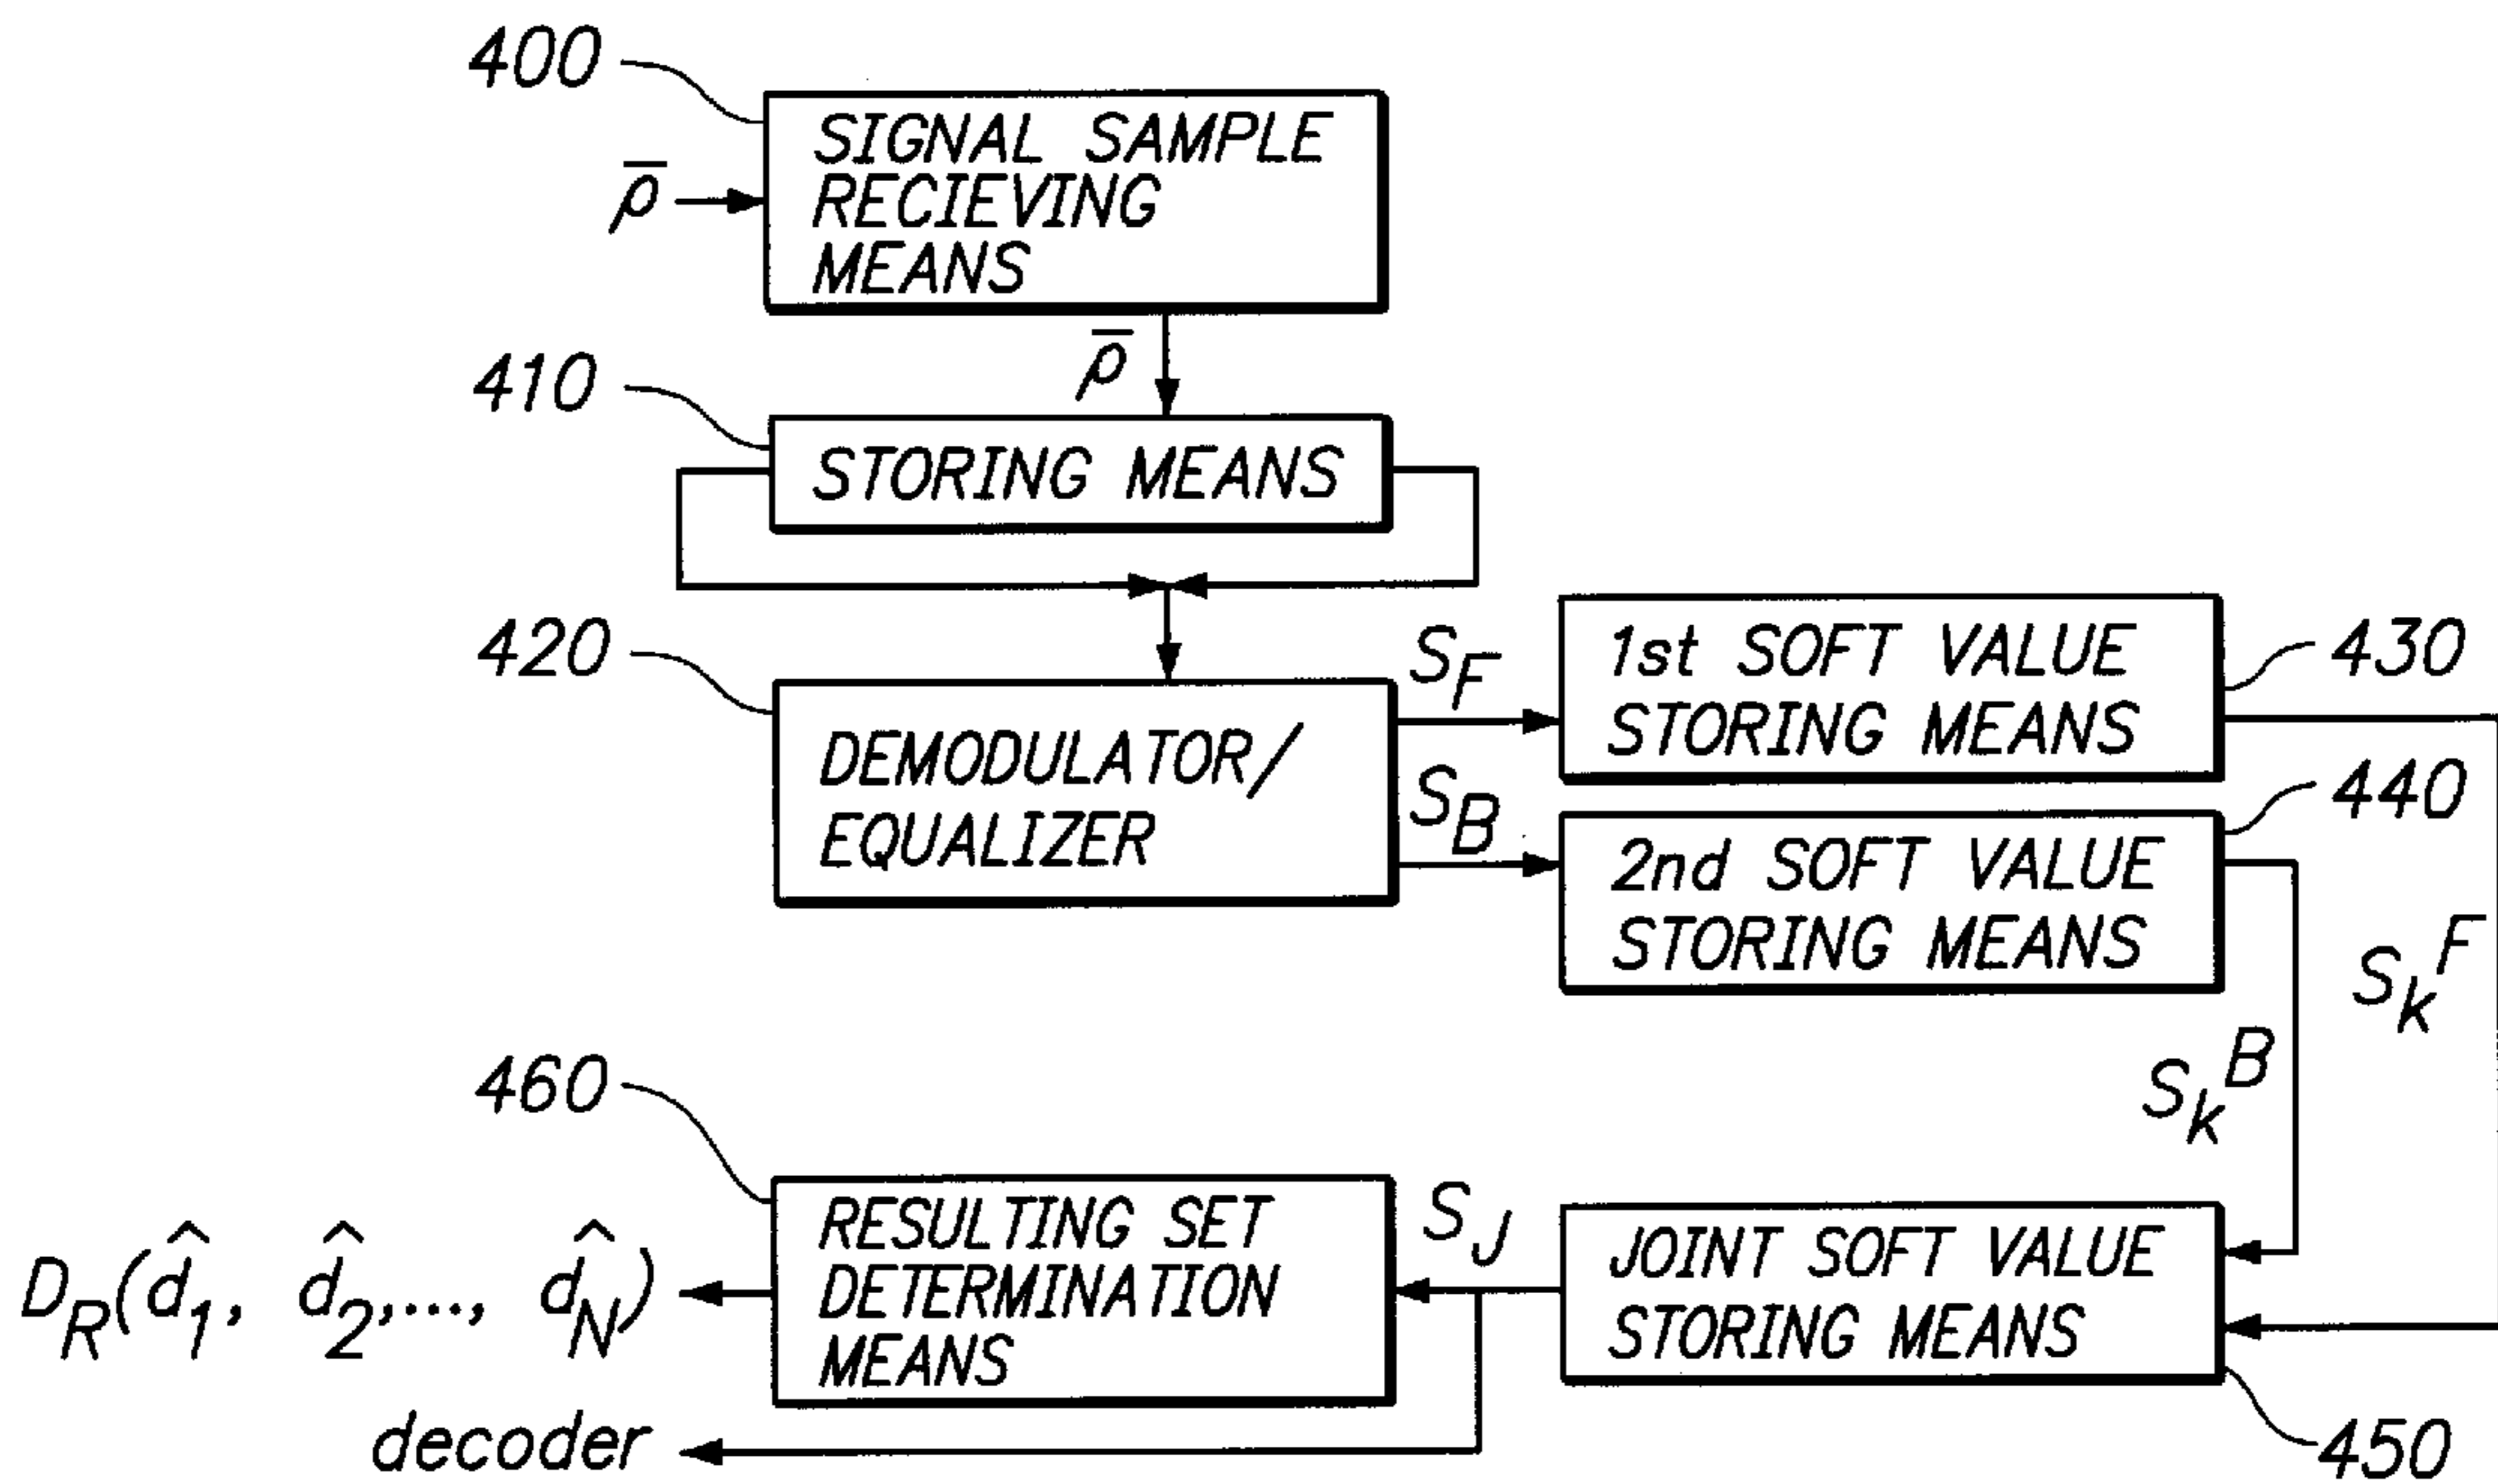 400
ρ̅
SIGNAL SAMPLE
RECIEVING
MEANS
ρ̅
410
STORING MEANS
420
DEMODULATOR/
EQUALIZER
S_F
S_B
1st SOFT VALUE
STORING MEANS
430
2nd SOFT VALUE
STORING MEANS
440
S_k^F
S_k^B
460
RESULTING SET
DETERMINATION
MEANS
S_J
JOINT SOFT VALUE
STORING MEANS
450
D_R(d̂_1, d̂_2,..., d̂_N)
decoder